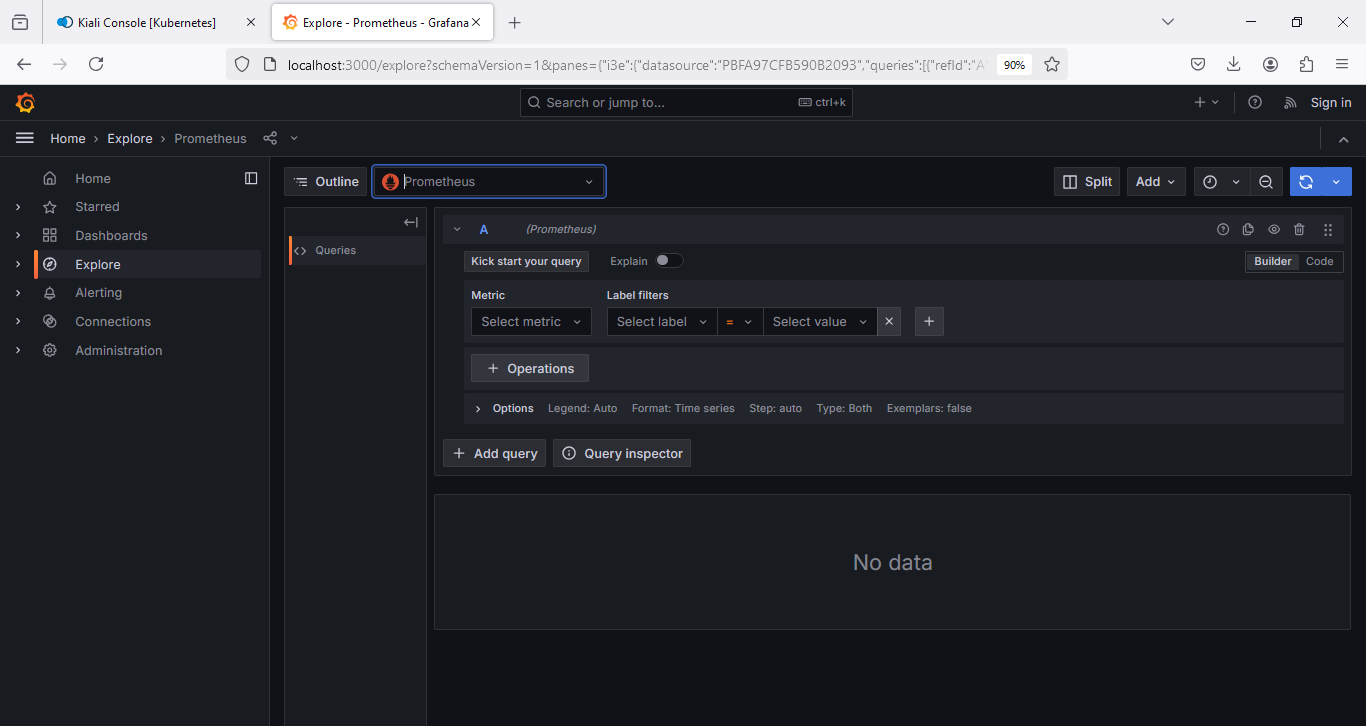 Kiali Console [Kubernetes]
Explore - Prometheus - Grafana
localhost:3000/explore?schemaVersion=1&panes={"i3e":{"datasource":"PBFA97CFB590B2093","queries":[{"refId":"A"
90%
Search or jump to...
ctrl+k
Sign in
Home › Explore › Prometheus
Home
Starred
Dashboards
Explore
Alerting
Connections
Administration
Outline
Prometheus
Split
Add
Queries
A (Prometheus)
Kick start your query
Explain
Builder
Code
Metric
Label filters
Select metric
Select label
=
Select value
+ Operations
Options
Legend: Auto
Format: Time series
Step: auto
Type: Both
Exemplars: false
+ Add query
Query inspector
No data